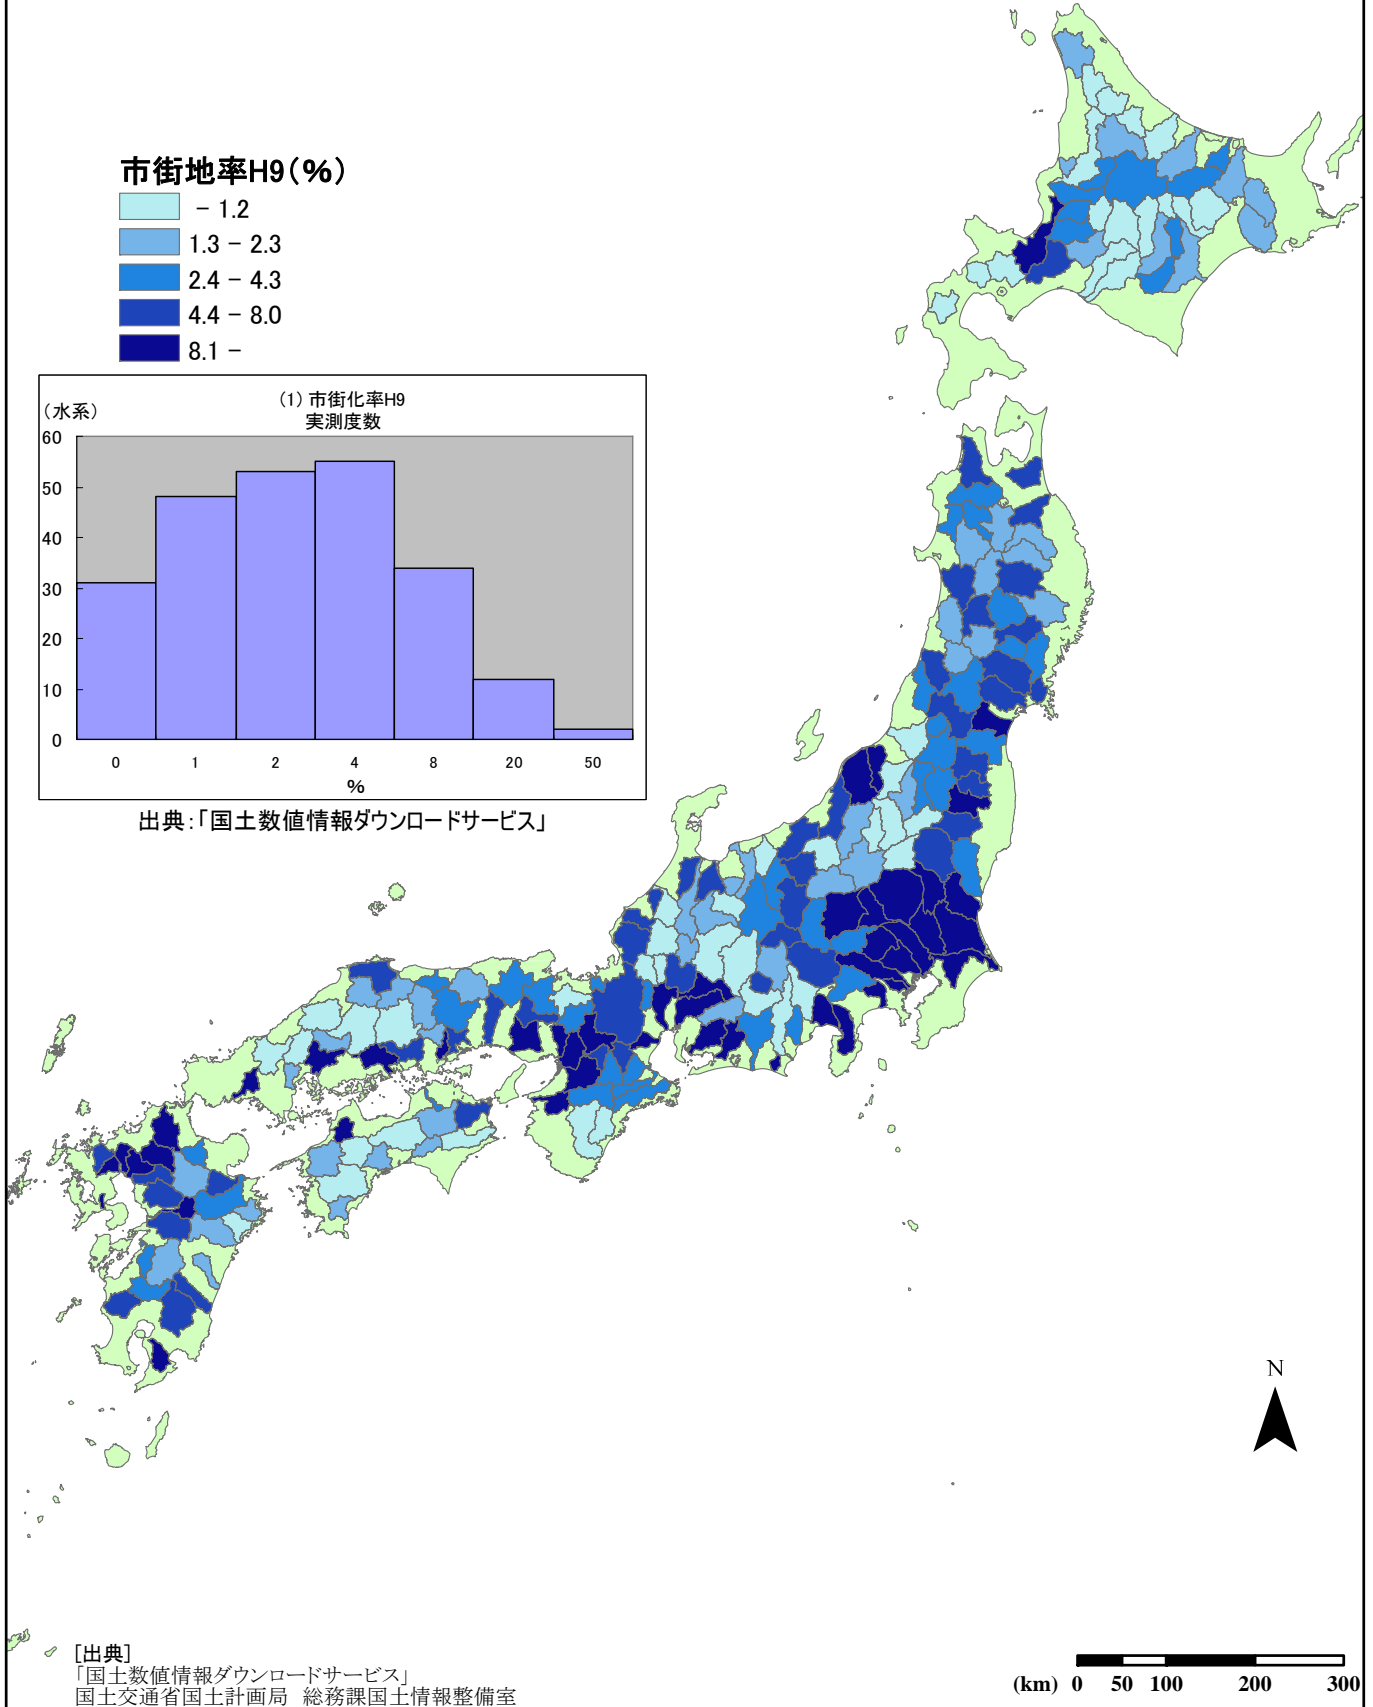 市街地率H9(%)
- 1.2
1.3 - 2.3
2.4 - 4.3
4.4 - 8.0
8.1 -
(1) 市街化率H9
実測度数
(水系)
60
50
40
30
20
10
0
0 1 2 4 8 20 50
%
出典:「国土数値情報ダウンロードサービス」
N
[出典]
「国土数値情報ダウンロードサービス」
国土交通省国土計画局 総務課国土情報整備室
(km) 0 50 100 200 300